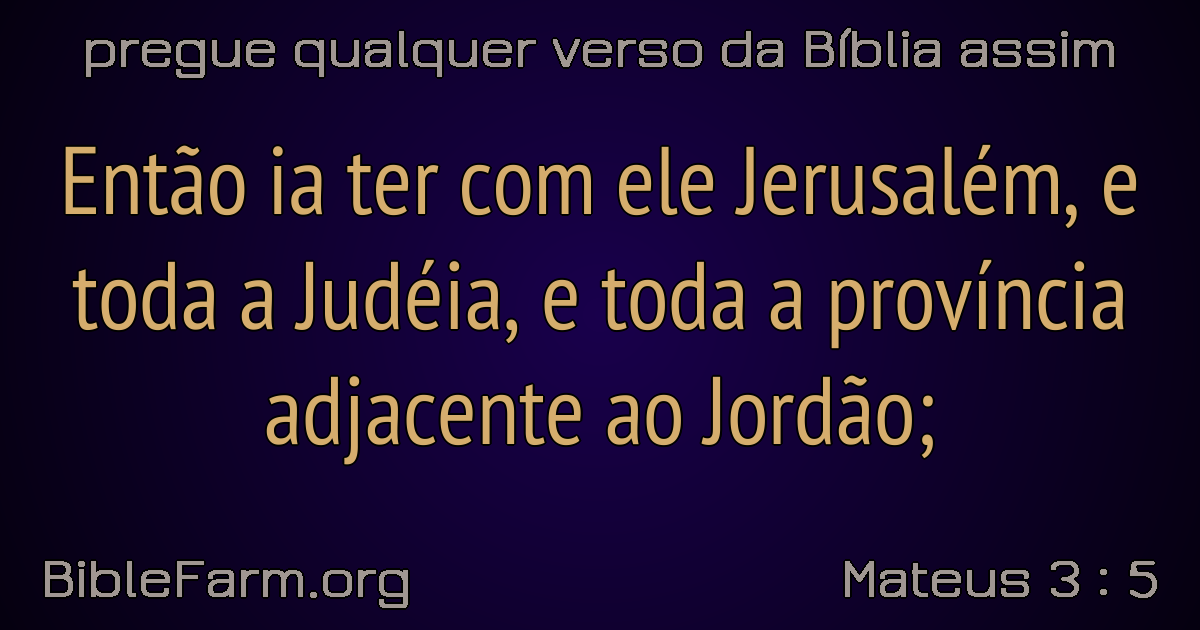 pregue qualquer verso da Bíblia assim
Então ia ter com ele Jerusalém, e
toda a Judéia, e toda a província
adjacente ao Jordão;
BibleFarm.org
Mateus 3 : 5